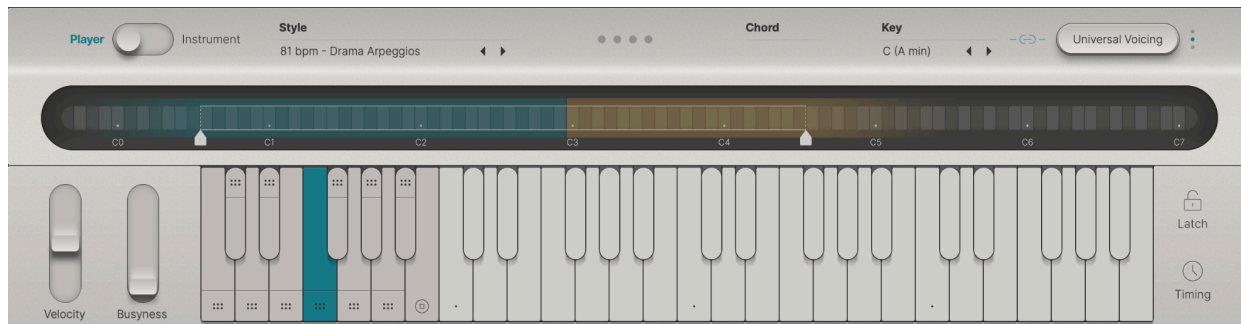 Player
Instrument
Style
81 bpm - Drama Arpeggios
Chord
Key
C (A min)
Universal Voicing
C0 C1 C2 C3 C4 C5 C6 C7
Velocity
Busyness
Latch
Timing